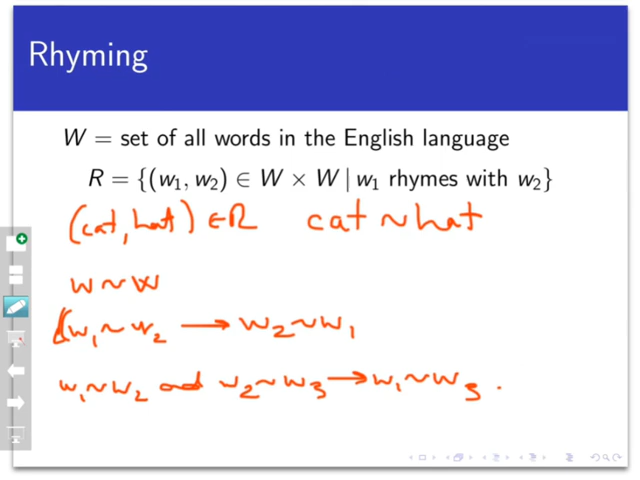 Rhyming
W = set of all words in the English language
R = {(w₁, w₂) ∈ W × W | w₁ rhymes with w₂}
(cat, hat) ∈ R cat ~ hat
w ~ w
w₁ ~ w₂ → w₂ ~ w₁
w₁ ~ w₂ and w₂ ~ w₃ → w₁ ~ w₃ .